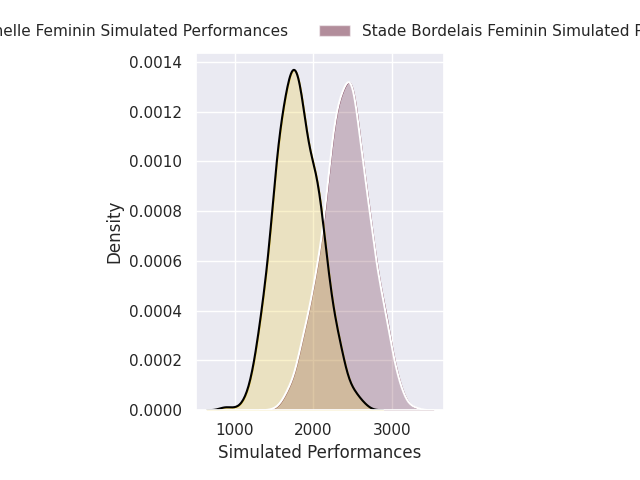 helle Feminin Simulated Performances Stade Bordelais Feminin Simulated
0.0014
0.0012
0.0010
0.0008
0.0006
0.0004
0.0002
0.0000
Density
1000 2000 3000
Simulated Performances